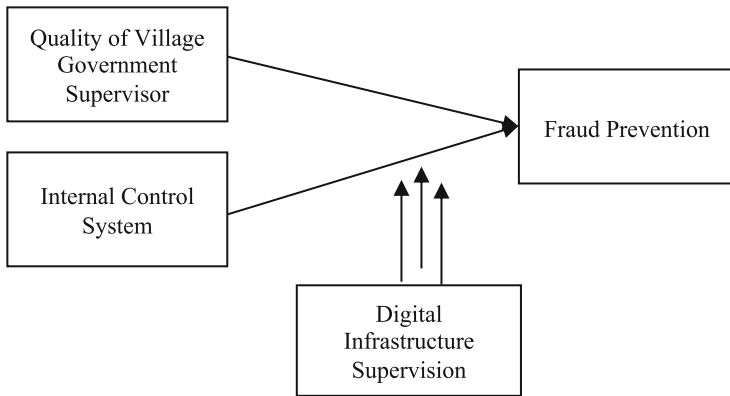 Quality of Village
Government
Supervisor
Fraud Prevention
Internal Control
System
Digital
Infrastructure
Supervision